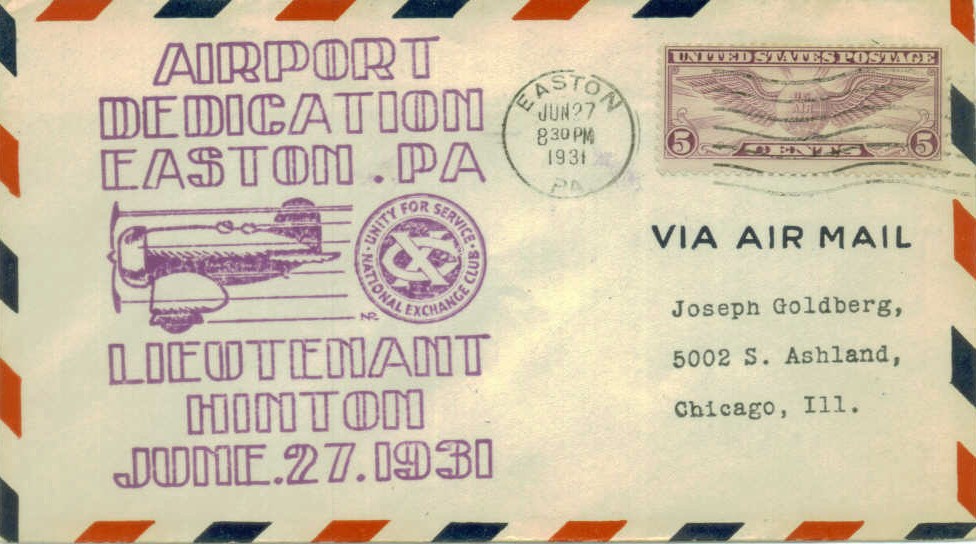 AIRPORT
DEDICATION
EASTON. PA
UNITY FOR SERVICE
NATIONAL EXCHANGE CLUB
LIEUTENANT
HINTON
JUNE.27.1931
EASTON
JUN 27
8 30 PM
1931
PA
UNITED STATES POSTAGE
U.S.
AIR
5 CENTS 5
VIA AIR MAIL
Joseph Goldberg,
5002 S. Ashland,
Chicago, Ill.